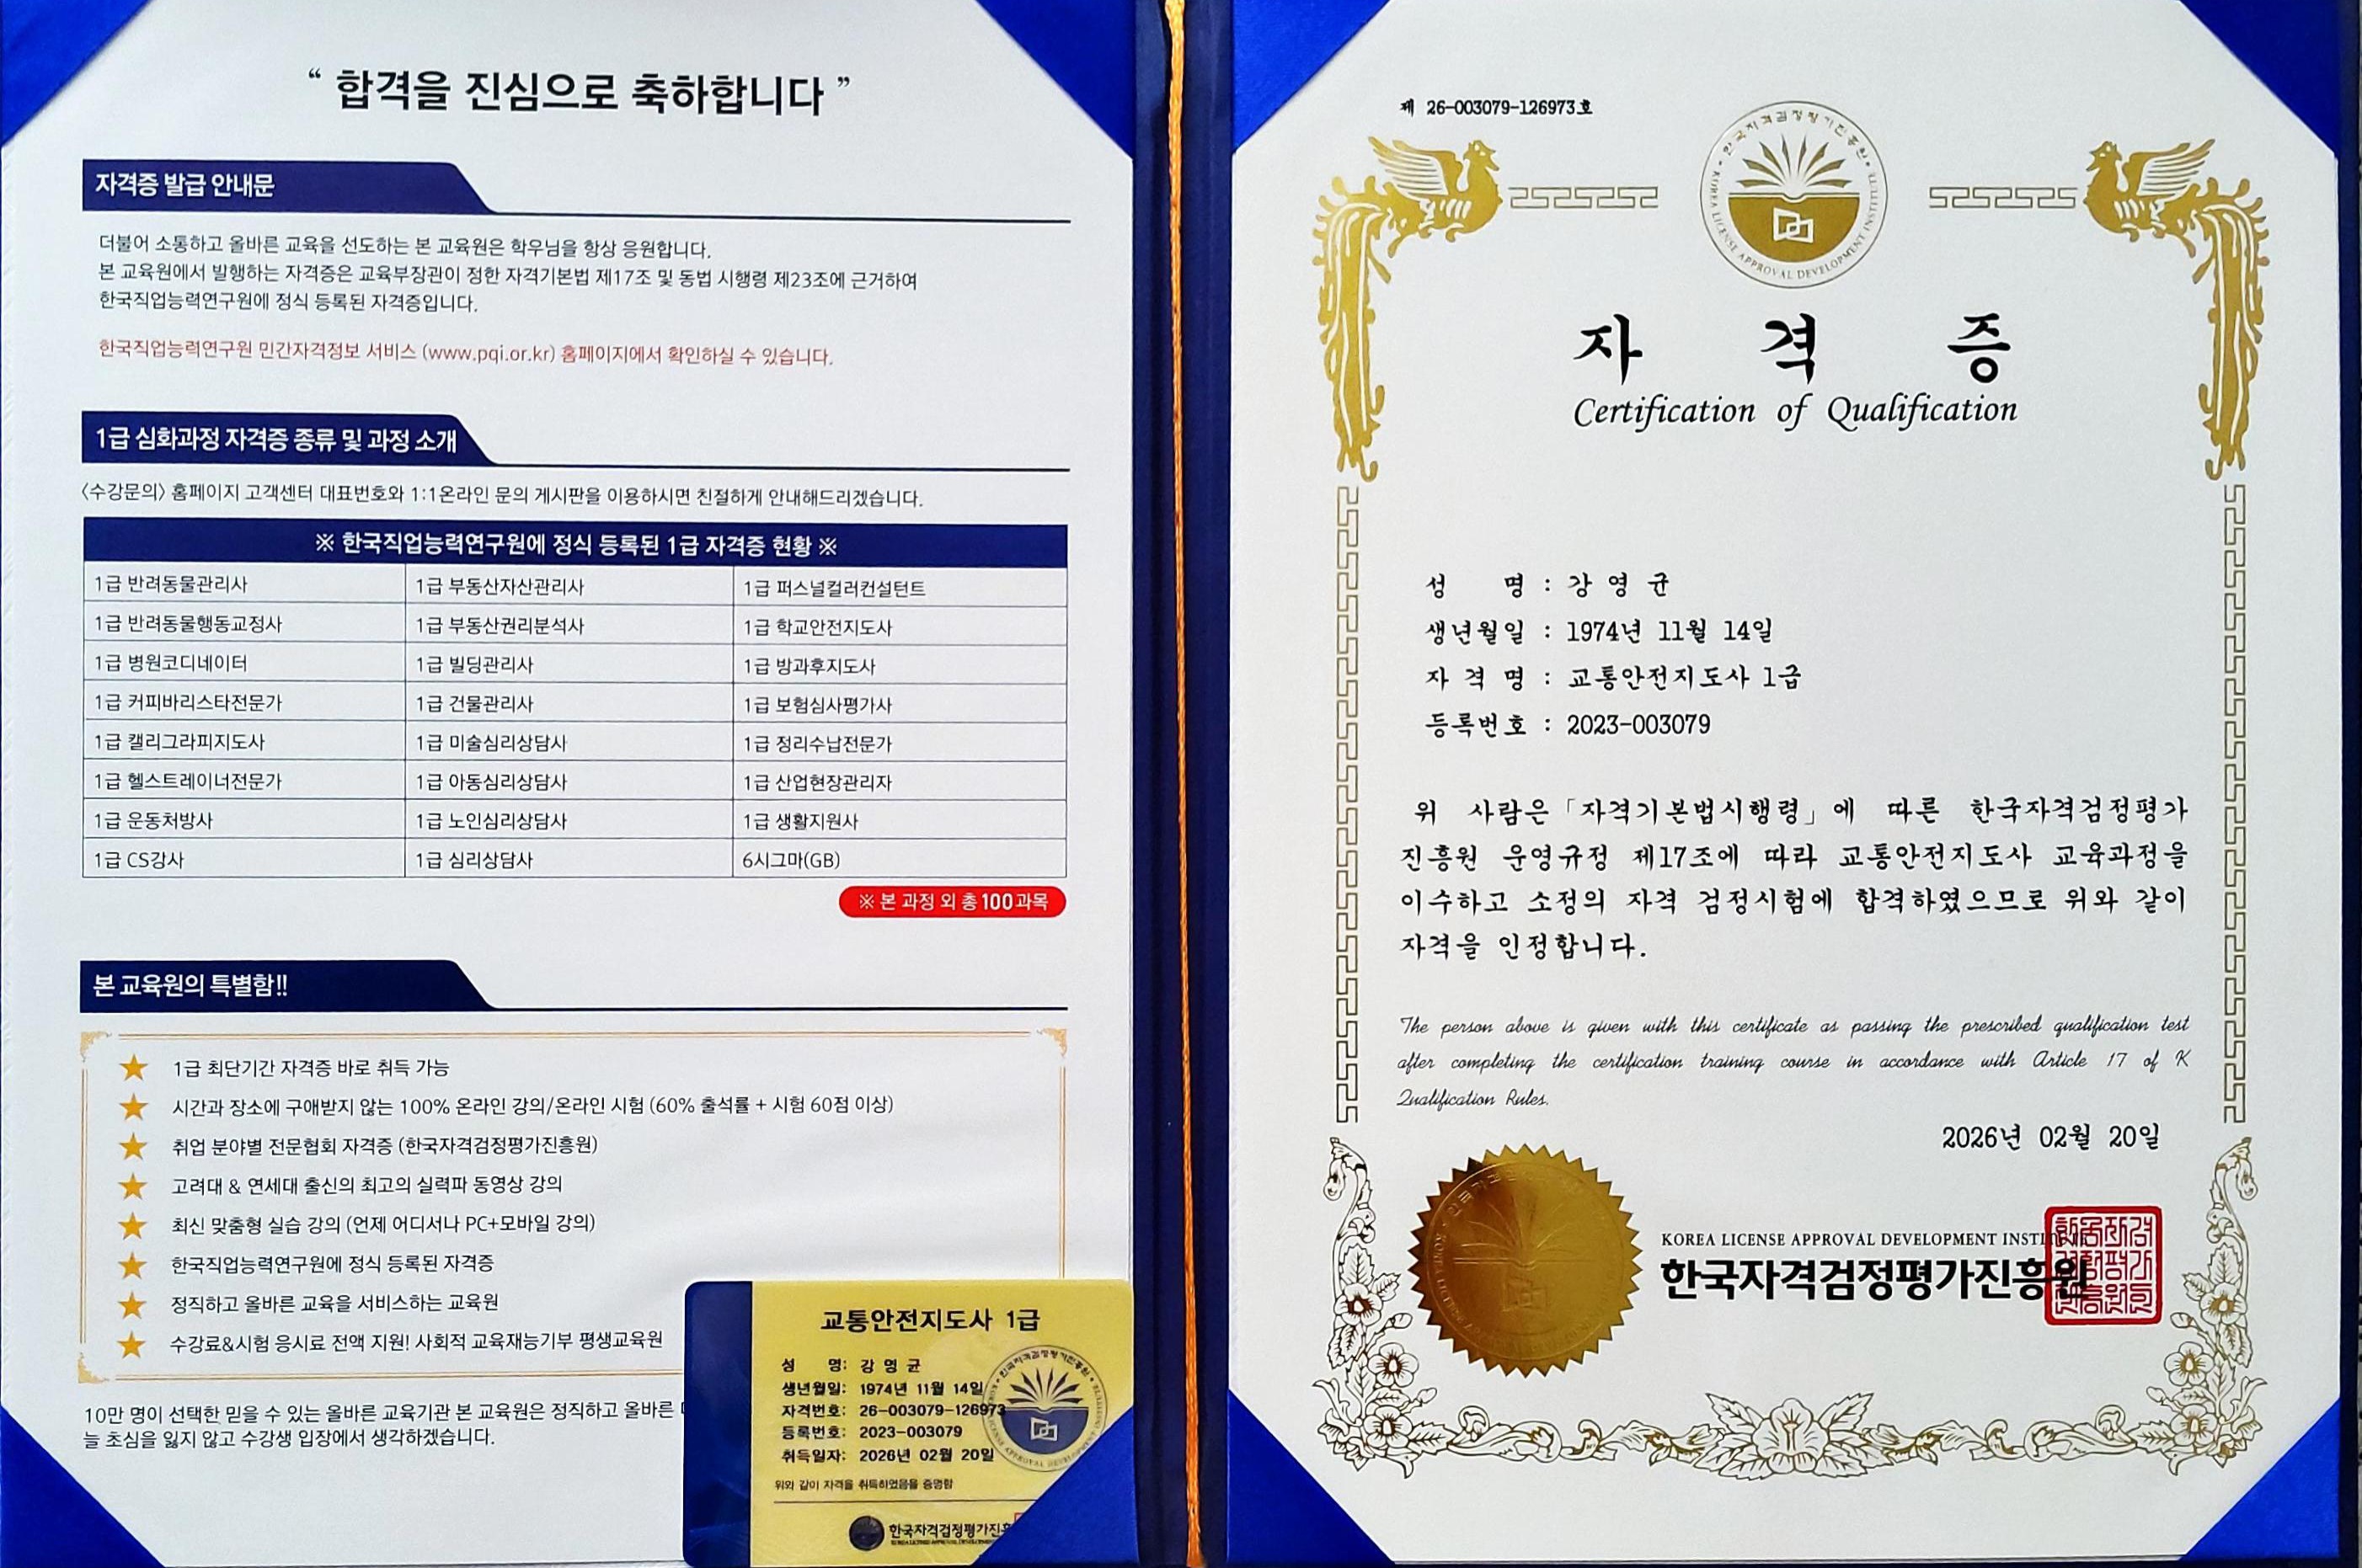 “ 합격을 진심으로 축하합니다 ”
자격증 발급 안내문
더불어 소통하고 올바른 교육을 선도하는 본 교육원은 학우님을 항상 응원합니다.
본 교육원에서 발행하는 자격증은 교육부장관이 정한 자격기본법 제17조 및 동법 시행령 제23조에 근거하여
한국직업능력연구원에 정식 등록된 자격증입니다.
한국직업능력연구원 민간자격정보 서비스 (www.pqi.or.kr) 홈페이지에서 확인하실 수 있습니다.
1급 심화과정 자격증 종류 및 과정 소개
<수강문의> 홈페이지 고객센터 대표번호와 1:1온라인 문의 게시판을 이용하시면 친절하게 안내해드리겠습니다.
※ 한국직업능력연구원에 정식 등록된 1급 자격증 현황 ※
1급 반려동물관리사 1급 부동산자산관리사 1급 퍼스널컬러컨설턴트
1급 반려동물행동교정사 1급 부동산권리분석사 1급 학교안전지도사
1급 병원코디네이터 1급 빌딩관리사 1급 방과후지도사
1급 커피바리스타전문가 1급 건물관리사 1급 보험심사평가사
1급 캘리그라피지도사 1급 미술심리상담사 1급 정리수납전문가
1급 헬스트레이너전문가 1급 아동심리상담사 1급 산업현장관리자
1급 운동처방사 1급 노인심리상담사 1급 생활지원사
1급 CS강사 1급 심리상담사 6시그마(GB)
※ 본 과정 외 총 100과목
본 교육원의 특별함!!
1급 최단기간 자격증 바로 취득 가능
시간과 장소에 구애받지 않는 100% 온라인 강의/온라인 시험 (60% 출석률 + 시험 60점 이상)
취업 분야별 전문협회 자격증 (한국자격검정평가진흥원)
고려대 & 연세대 출신의 최고의 실력파 동영상 강의
최신 맞춤형 실습 강의 (언제 어디서나 PC+모바일 강의)
한국직업능력연구원에 정식 등록된 자격증
정직하고 올바른 교육을 서비스하는 교육원
수강료&시험 응시료 전액 지원! 사회적 교육재능기부 평생교육원
10만 명이 선택한 믿을 수 있는 올바른 교육기관 본 교육원은 정직하고 올바른
늘 초심을 잃지 않고 수강생 입장에서 생각하겠습니다.
교통안전지도사 1급
성 명: 강 영 균
생년월일: 1974년 11월 14일
자격번호: 26-003079-126973
등록번호: 2023-003079
취득일자: 2026년 02월 20일
위와 같이 자격을 취득하였음을 증명함
한국자격검정평가진흥
KOREA LICENSE APPROVAL DEVELOPMENT
제 26-003079-126973호
한국자격검정평가진흥원
KOREA LICENSE APPROVAL DEVELOPMENT INSTITUTE
자 격 증
Certification of Qualification
성 명 : 강 영 균
생년월일 : 1974년 11월 14일
자 격 명 : 교통안전지도사 1급
등록번호 : 2023-003079
위 사람은 「자격기본법시행령」에 따른 한국자격검정평가
진흥원 운영규정 제17조에 따라 교통안전지도사 교육과정을
이수하고 소정의 자격 검정시험에 합격하였으므로 위와 같이
자격을 인정합니다.
The person above is given with this certificate as passing the prescribed qualification test
after completing the certification training course in accordance with Article 17 of K
Qualification Rules.
2026년 02월 20일
KOREA LICENSE APPROVAL DEVELOPMENT INSTITUTE
한국자격검정평가진흥원